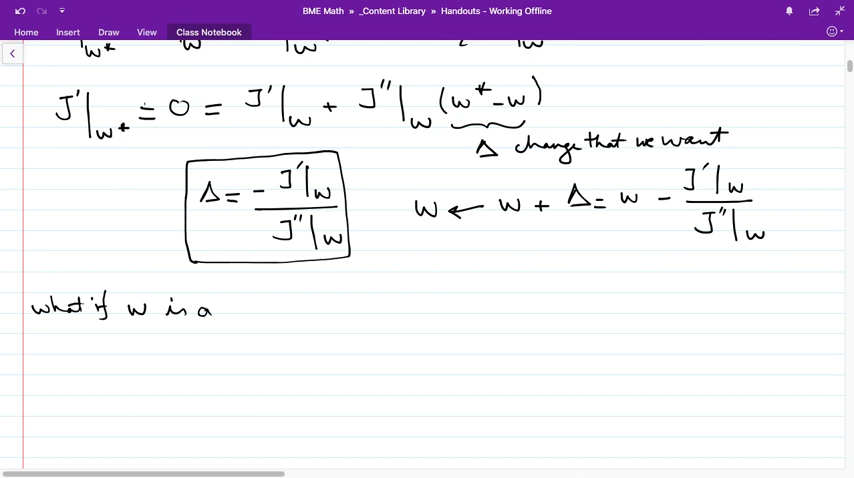 BME Math » _Content Library » Handouts - Working Offline
Home Insert Draw View Class Notebook
J'|w* = 0 = J'|w + J''|w (w* - w)
Δ change that we want
Δ = - J'|w / J''|w
w ← w + Δ = w - J'|w / J''|w
what if w is a